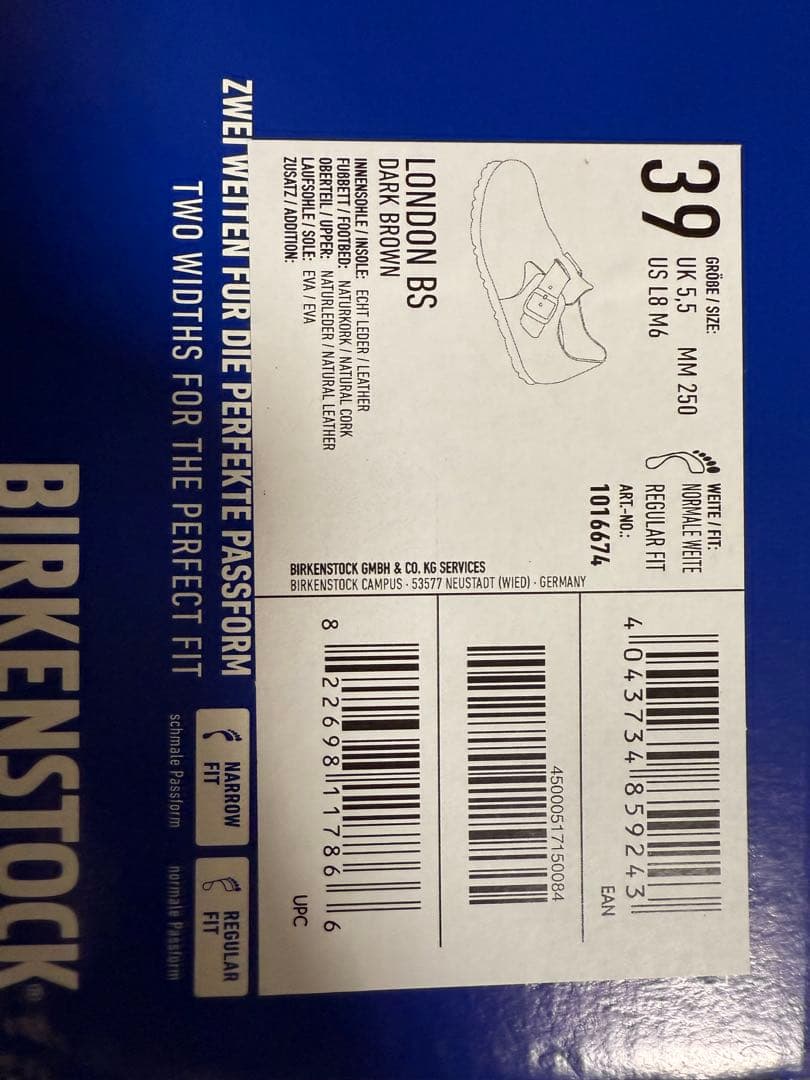 GRÖßE / SIZE:
39
UK 5,5 MM 250
US L8 M6
WEITE / FIT:
NORMALE WEITE
REGULAR FIT
ART.-NO.:
1016674
LONDON BS
DARK BROWN
INNENSOHLE / INSOLE: ECHT LEDER / LEATHER
FUßBETT / FOOTBED: NATURKORK / NATURAL CORK
OBERTEIL / UPPER: NATURLEDER / NATURAL LEATHER
LAUFSOHLE / SOLE: EVA / EVA
ZUSATZ / ADDITION:
BIRKENSTOCK GMBH & CO. KG SERVICES
BIRKENSTOCK CAMPUS · 53577 NEUSTADT (WIED) · GERMANY
4 043734 859243
EAN
45000517150084
8 22698 11786 6
UPC
ZWEI WEITEN FÜR DIE PERFEKTE PASSFORM
TWO WIDTHS FOR THE PERFECT FIT
NARROW
FIT
schmale Passform
REGULAR
FIT
normale Passform
BIRKENSTOCK®